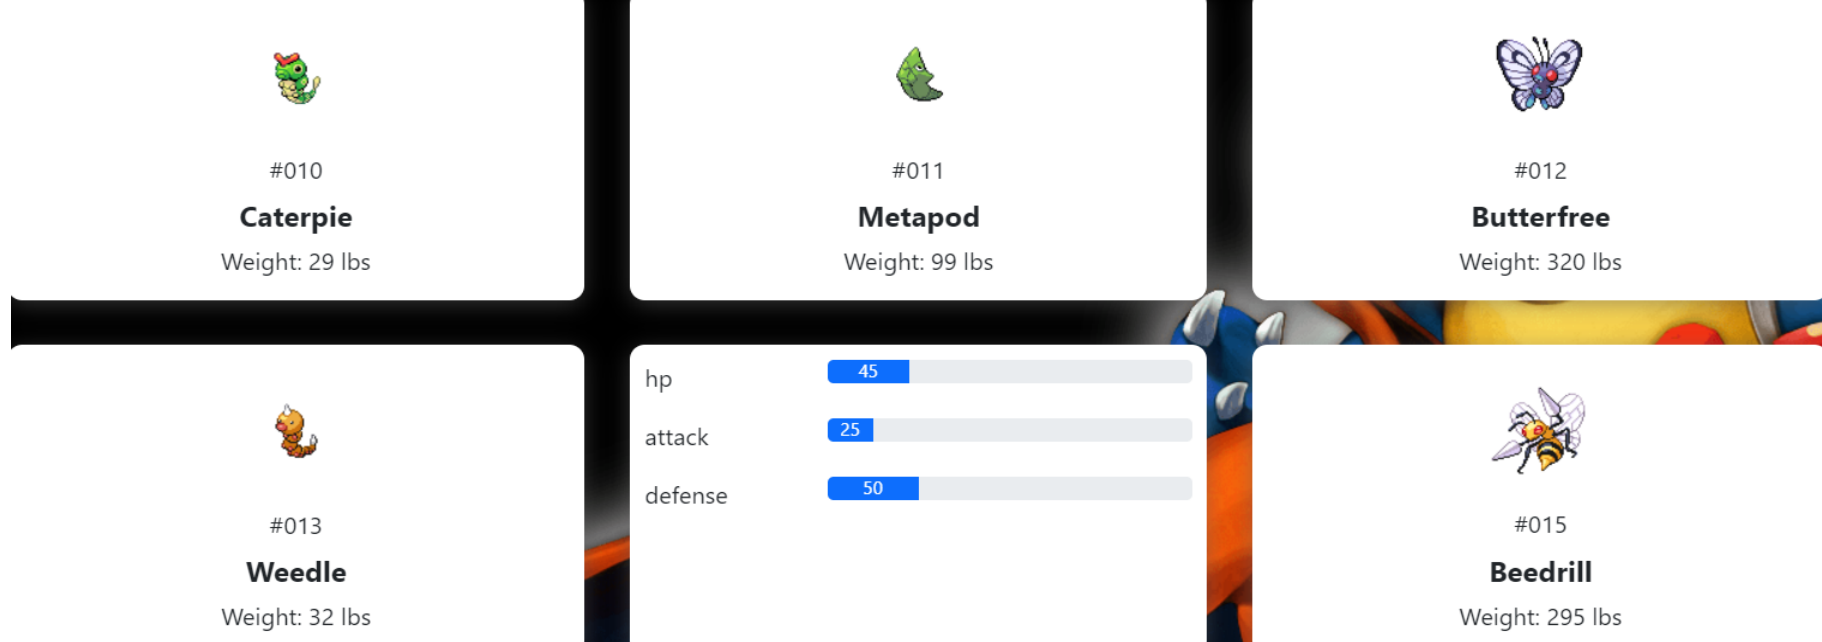 #010
Caterpie
Weight: 29 lbs
#011
Metapod
Weight: 99 lbs
#012
Butterfree
Weight: 320 lbs
#013
Weedle
Weight: 32 lbs
hp 45
attack 25
defense 50
#015
Beedrill
Weight: 295 lbs